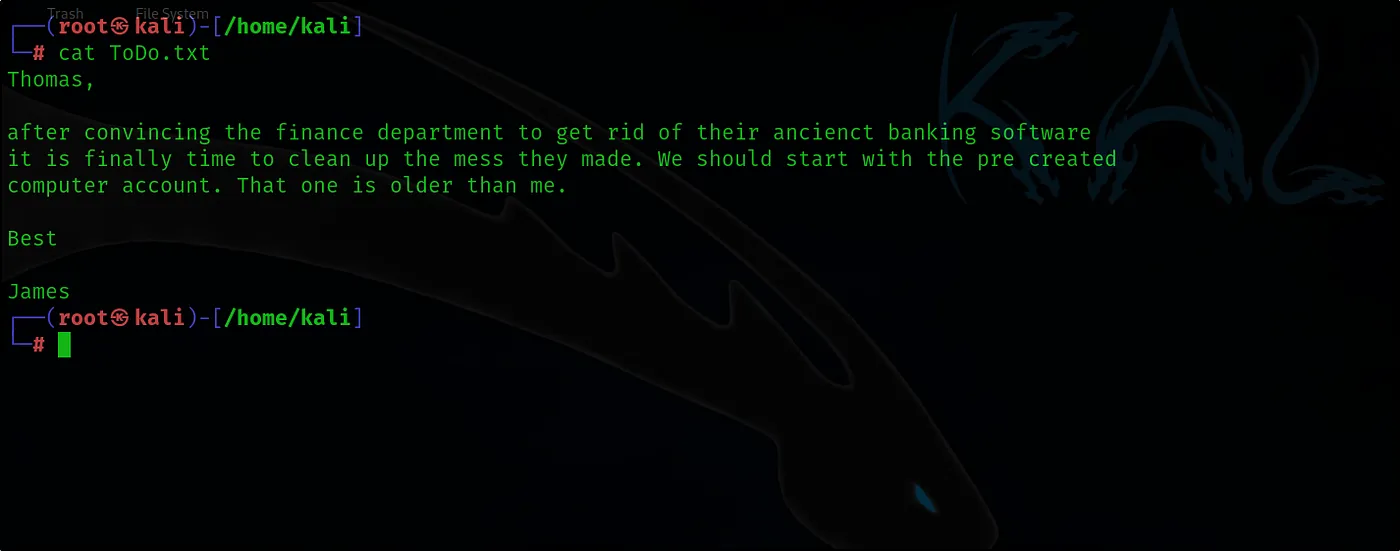 Trash File System
┌──(root㉿kali)-[/home/kali]
└─# cat ToDo.txt
Thomas,
after convincing the finance department to get rid of their ancienct banking software
it is finally time to clean up the mess they made. We should start with the pre created
computer account. That one is older than me.
Best
James
┌──(root㉿kali)-[/home/kali]
└─#
KAL